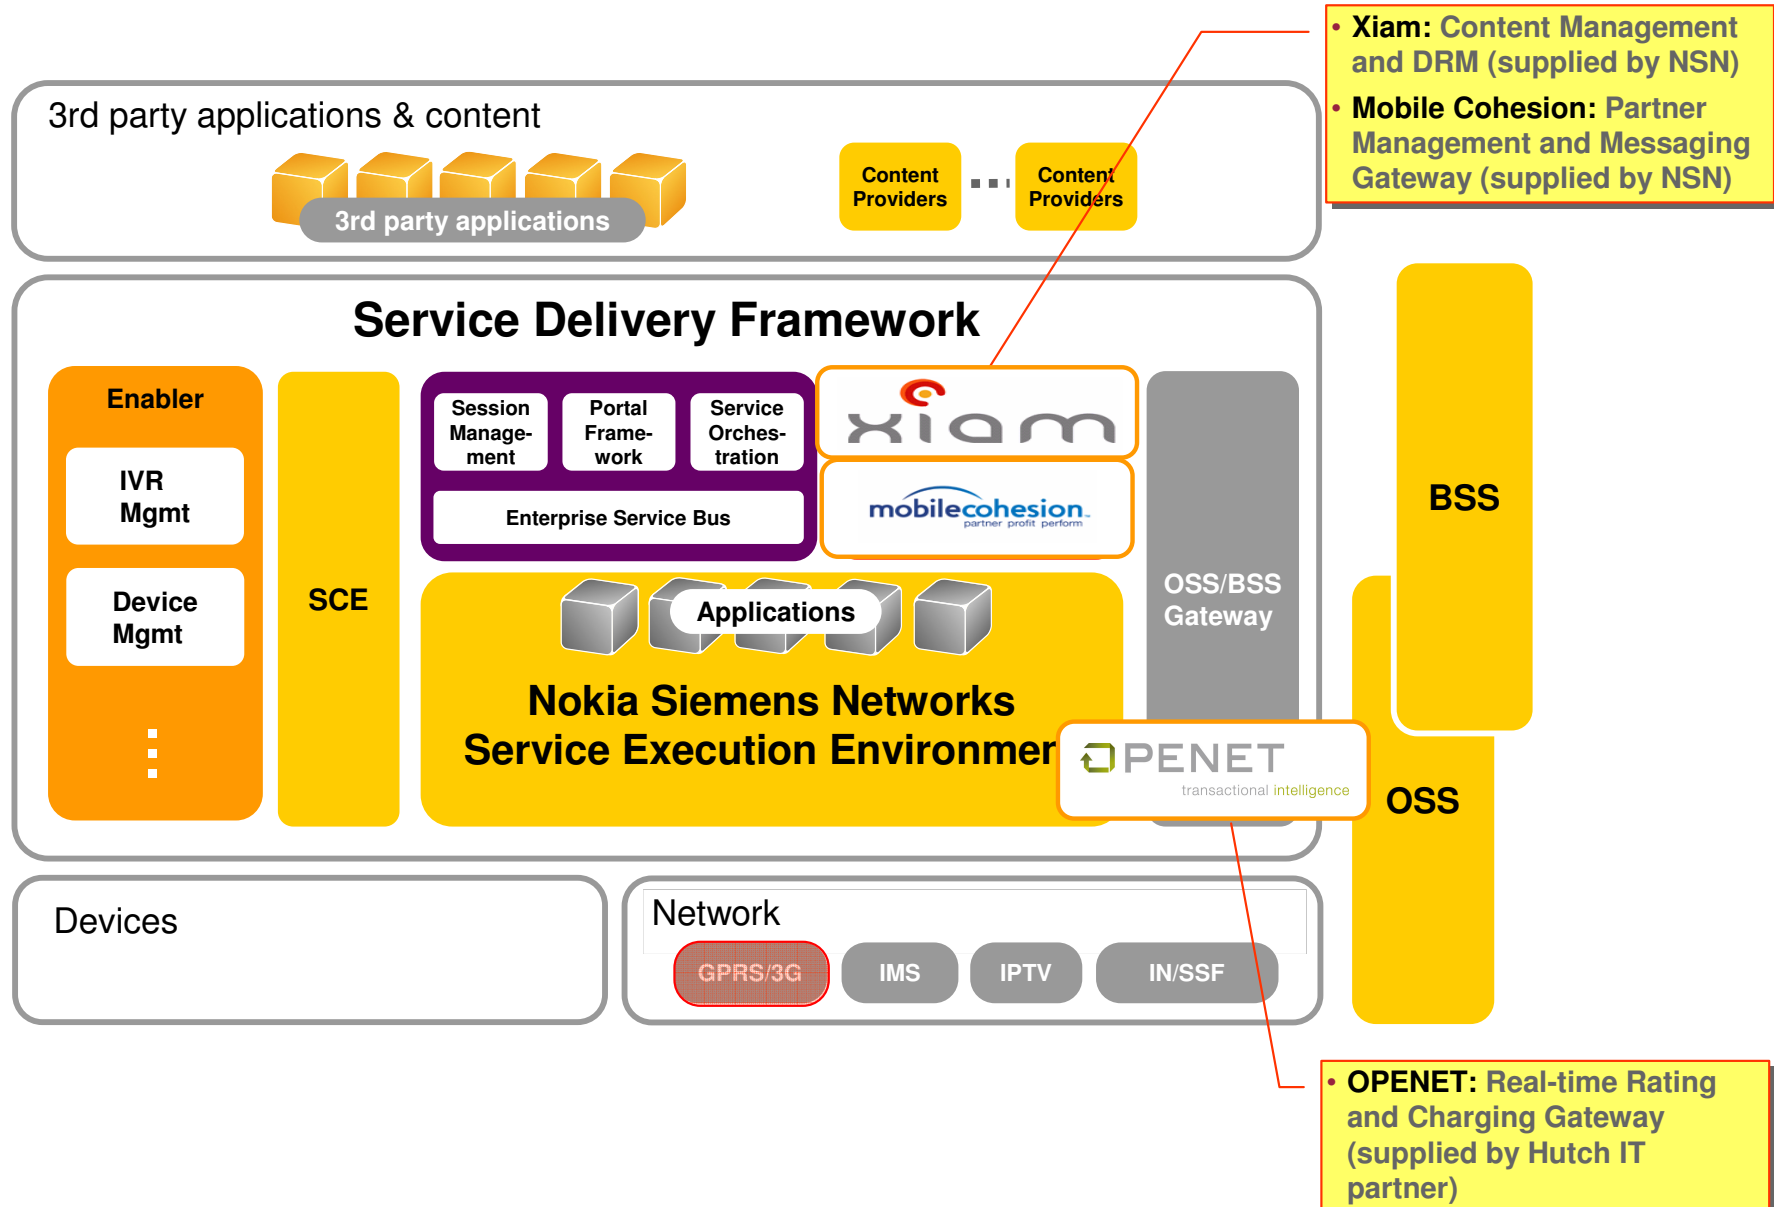 • Xiam: Content Management
and DRM (supplied by NSN)
• Mobile Cohesion: Partner
Management and Messaging
Gateway (supplied by NSN)
3rd party applications & content
3rd party applications
Content
Providers
Content
Providers
Service Delivery Framework
Enabler
IVR
Mgmt
Device
Mgmt
SCE
Session
Manage-
ment
Portal
Frame-
work
Service
Orches-
tration
Enterprise Service Bus
xiam
mobilecohesion
partner profit perform
OSS/BSS
Gateway
BSS
OSS
Applications
Nokia Siemens Networks
Service Execution Environmen
OPENET
transactional intelligence
Devices
Network
GPRS/3G
IMS
IPTV
IN/SSF
• OPENET: Real-time Rating
and Charging Gateway
(supplied by Hutch IT
partner)